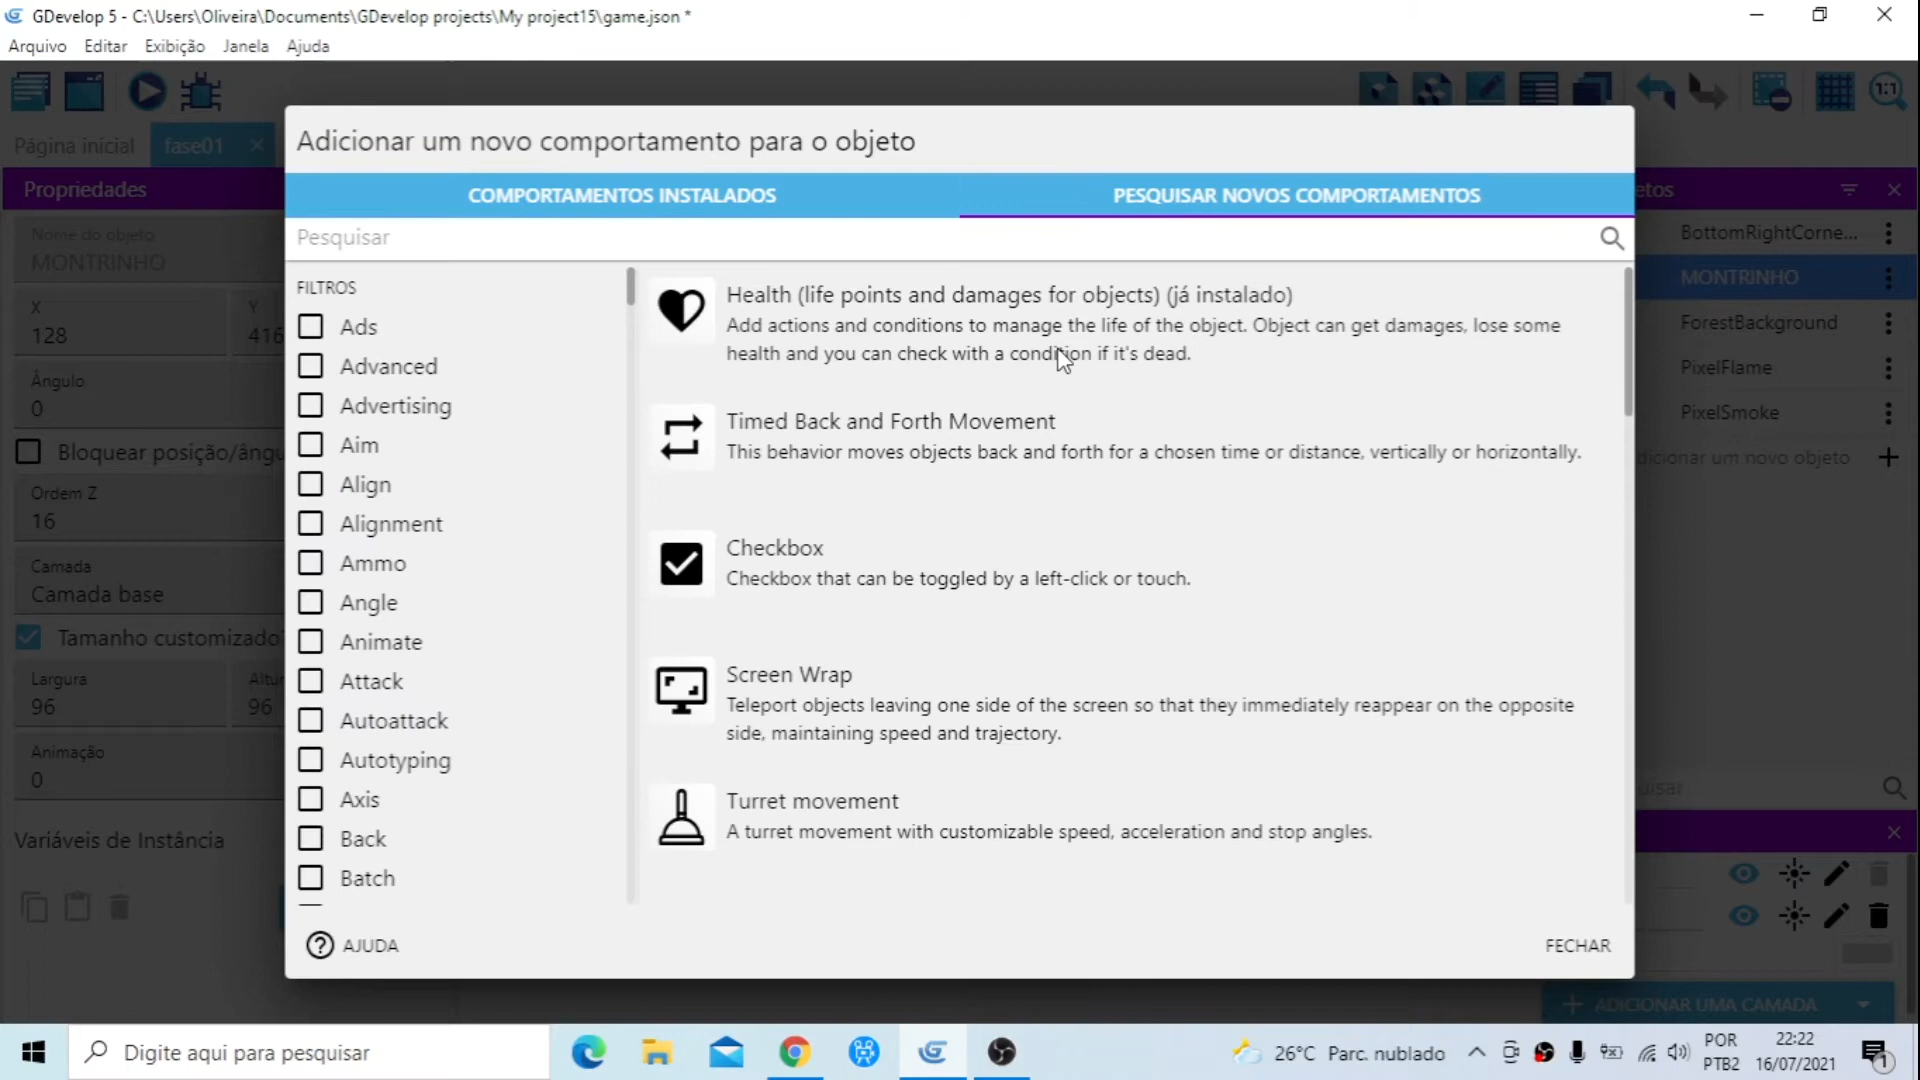 GDevelop 5 - C:\Users\Oliveira\Documents\GDevelop projects\My project15\game.json *
Arquivo Editar Exibição Janela Ajuda
1:1
Página inicial fase01
Propriedades
Nome do objeto
MONTRINHO
X Y
128 416
Ângulo
0
Bloquear posição/ângu
Ordem Z
16
Camada
Camada base
Tamanho customizado
Largura Altu
96 96
Animação
0
Variáveis de Instância
Adicionar um novo comportamento para o objeto
COMPORTAMENTOS INSTALADOS PESQUISAR NOVOS COMPORTAMENTOS
Pesquisar
FILTROS
Ads
Advanced
Advertising
Aim
Align
Alignment
Ammo
Angle
Animate
Attack
Autoattack
Autotyping
Axis
Back
Batch
Health (life points and damages for objects) (já instalado)
Add actions and conditions to manage the life of the object. Object can get damages, lose some
health and you can check with a condition if it's dead.
Timed Back and Forth Movement
This behavior moves objects back and forth for a chosen time or distance, vertically or horizontally.
Checkbox
Checkbox that can be toggled by a left-click or touch.
Screen Wrap
Teleport objects leaving one side of the screen so that they immediately reappear on the opposite
side, maintaining speed and trajectory.
Turret movement
A turret movement with customizable speed, acceleration and stop angles.
AJUDA FECHAR
etos
BottomRightCorne...
MONTRINHO
ForestBackground
PixelFlame
PixelSmoke
dicionar um novo objeto
uisar
ADICIONAR UMA CAMADA
Digite aqui para pesquisar
26°C Parc. nublado
POR
PTB2
22:22
16/07/2021
1